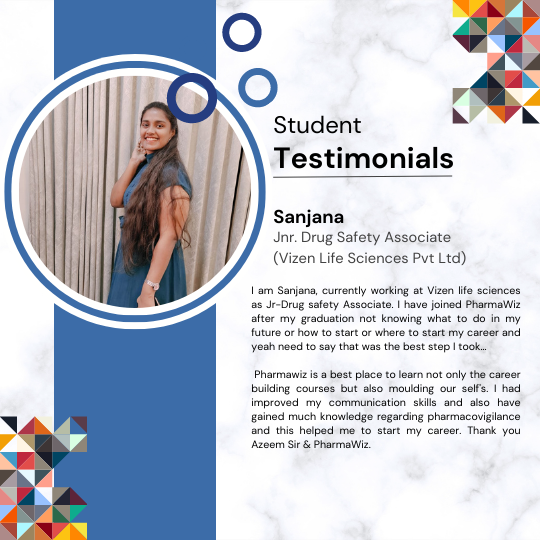 Student
Testimonials
Sanjana
Jnr. Drug Safety Associate
(Vizen Life Sciences Pvt Ltd)
I am Sanjana, currently working at Vizen life sciences
as Jr-Drug safety Associate. I have joined PharmaWiz
after my graduation not knowing what to do in my
future or how to start or where to start my career and
yeah need to say that was the best step I took...
Pharmawiz is a best place to learn not only the career
building courses but also moulding our self's. I had
improved my communication skills and also have
gained much knowledge regarding pharmacovigilance
and this helped me to start my career. Thank you
Azeem Sir & PharmaWiz.